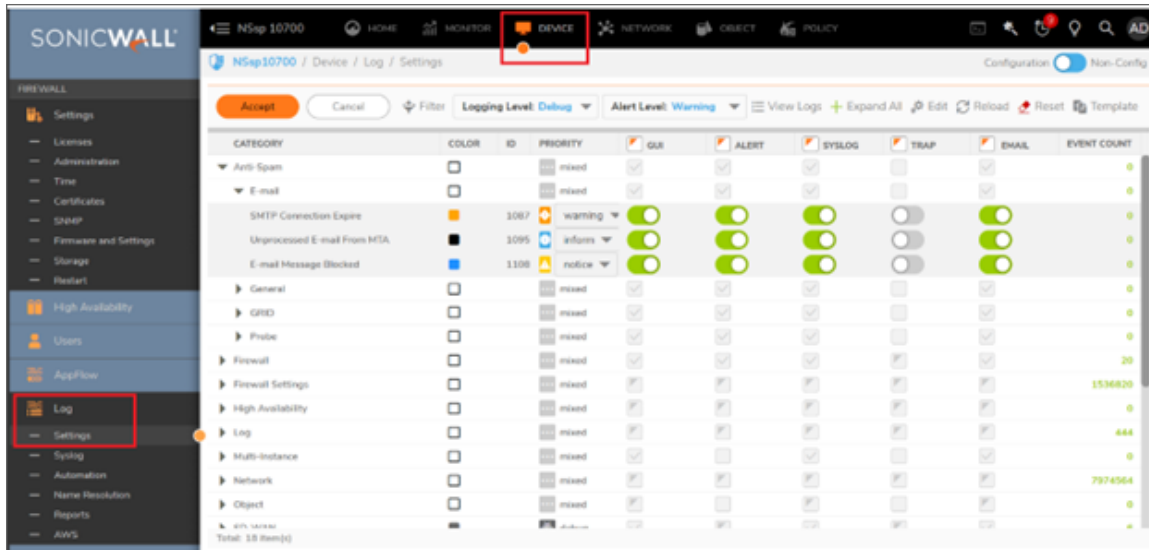 SONICWALL
NSsp 10700 HOME MONITOR DEVICE NETWORK OBJECT POLICY 9 AD
NSsp10700 / Device / Log / Settings Configuration Non-Config
FIREWALL
Settings
Licenses
Administration
Time
Certificates
SNMP
Firmware and Settings
Storage
Restart
High Availability
Users
AppFlow
Log
Settings
Syslog
Automation
Name Resolution
Reports
AWS
Accept Cancel Filter Logging Level: Debug Alert Level: Warning View Logs Expand All Edit Reload Reset Template
CATEGORY COLOR ID PRIORITY GUI ALERT SYSLOG TRAP EMAIL EVENT COUNT
Anti-Spam mixed 0
E-mail mixed 0
SMTP Connection Expire 1087 warning 0
Unprocessed E-mail From MTA 1095 inform 0
E-mail Message Blocked 1108 notice 0
General mixed 0
GRID mixed 0
Probe mixed 0
Firewall mixed 20
Firewall Settings mixed 1536820
High Availability mixed 0
Log mixed 444
Multi-Instance mixed 0
Network mixed 7974564
Object mixed 0
SD-WAN debug 0
Total: 18 Item(s)